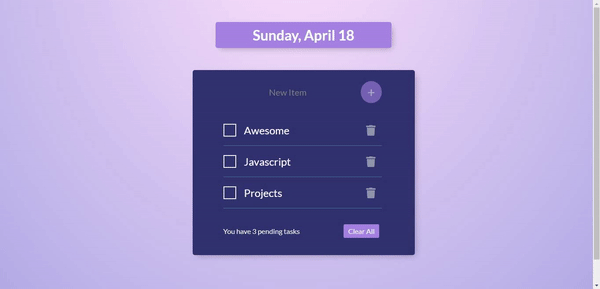 Sunday, April 18
New Item
+
Awesome
Javascript
Projects
You have 3 pending tasks
Clear All